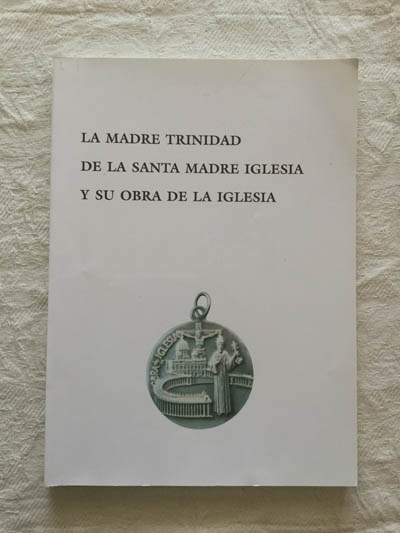 LA MADRE TRINIDAD
DE LA SANTA MADRE IGLESIA
Y SU OBRA DE LA IGLESIA